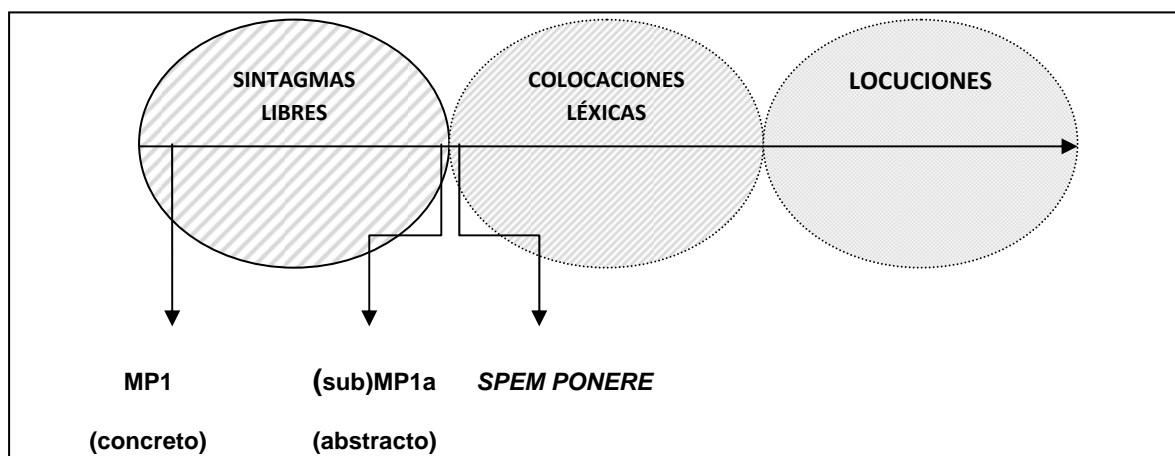 SINTAGMAS
LIBRES
COLOCACIONES
LÉXICAS
LOCUCIONES
MP1
(concreto)
(sub)MP1a
(abstracto)
SPEM PONERE